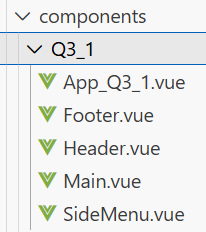 components
Q3_1
App_Q3_1.vue
Footer.vue
Header.vue
Main.vue
SideMenu.vue